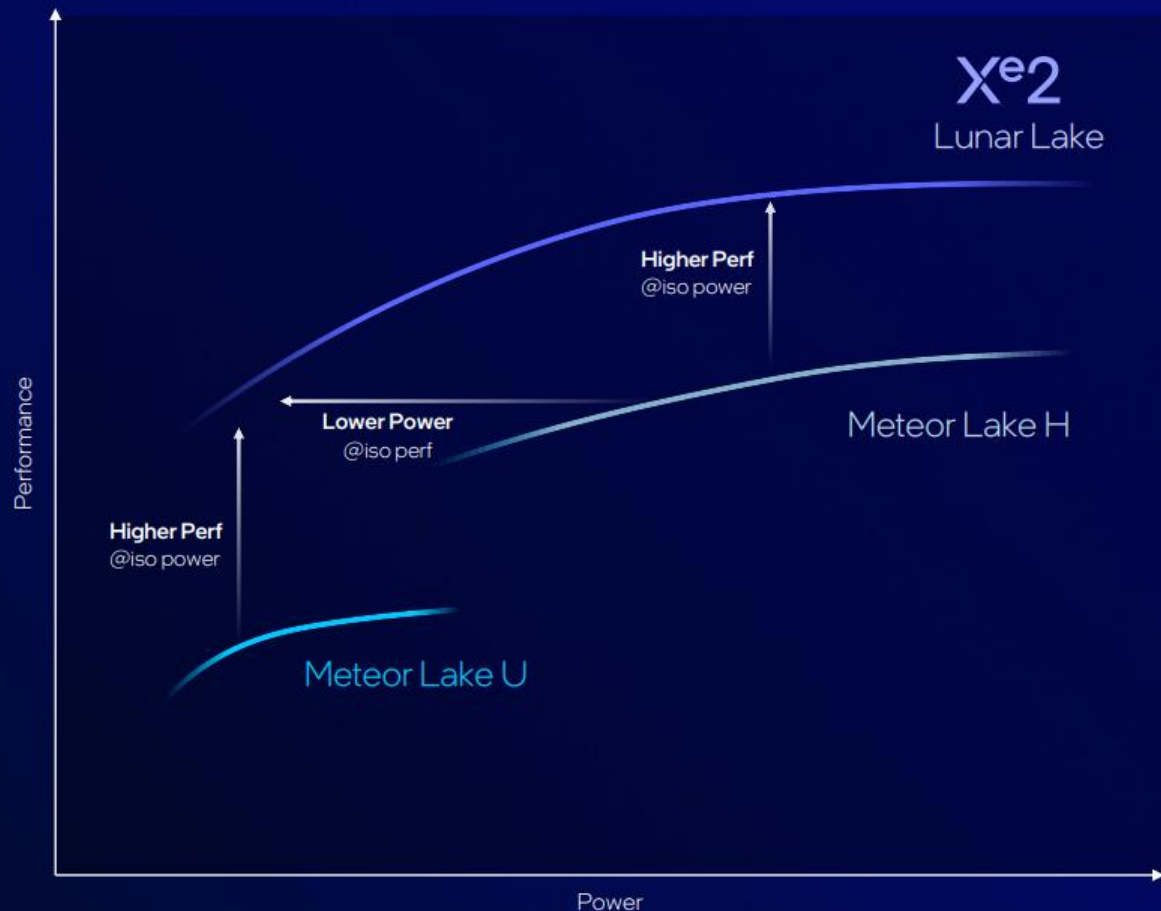 Xe2
Lunar Lake
Higher Perf
@iso power
Lower Power
@iso perf
Meteor Lake H
Higher Perf
@iso power
Meteor Lake U
Performance
Power